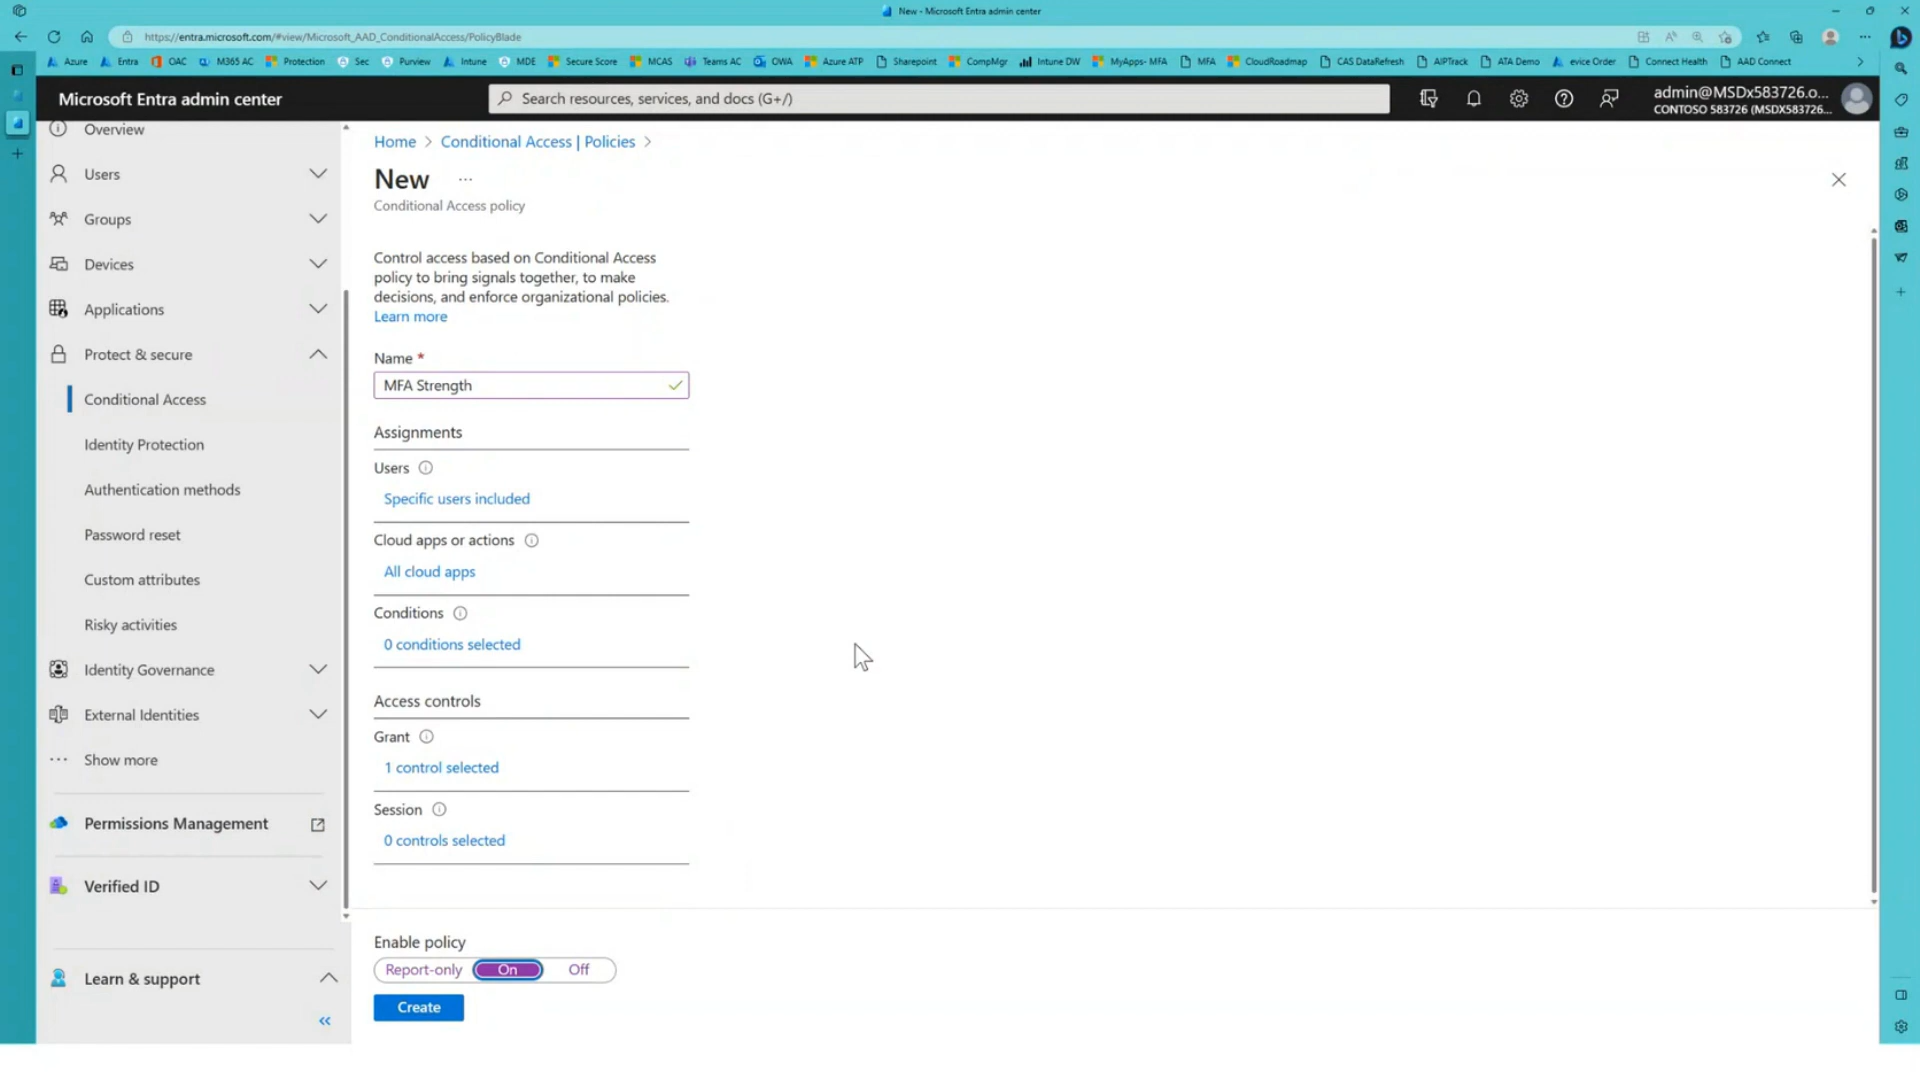 New - Microsoft Entra admin center
https://entra.microsoft.com/#view/Microsoft_AAD_ConditionalAccess/PolicyBlade
Azure Entra OAC M365 AC Protection Sec Purview Intune MDE Secure Score MCAS Teams AC OWA Azure ATP Sharepoint CompMgr Intune DW MyApps- MFA MFA CloudRoadmap CAS DataRefresh AIPTrack ATA Demo evice Order Connect Health AAD Connect
Microsoft Entra admin center
Search resources, services, and docs (G+/)
admin@MSDx583726.o...
CONTOSO 583726 (MSDX583726...
Overview
Users
Groups
Devices
Applications
Protect & secure
Conditional Access
Identity Protection
Authentication methods
Password reset
Custom attributes
Risky activities
Identity Governance
External Identities
Show more
Permissions Management
Verified ID
Learn & support
Home > Conditional Access | Policies >
New ...
Conditional Access policy
Control access based on Conditional Access
policy to bring signals together, to make
decisions, and enforce organizational policies.
Learn more
Name *
MFA Strength
Assignments
Users
Specific users included
Cloud apps or actions
All cloud apps
Conditions
0 conditions selected
Access controls
Grant
1 control selected
Session
0 controls selected
Enable policy
Report-only On Off
Create